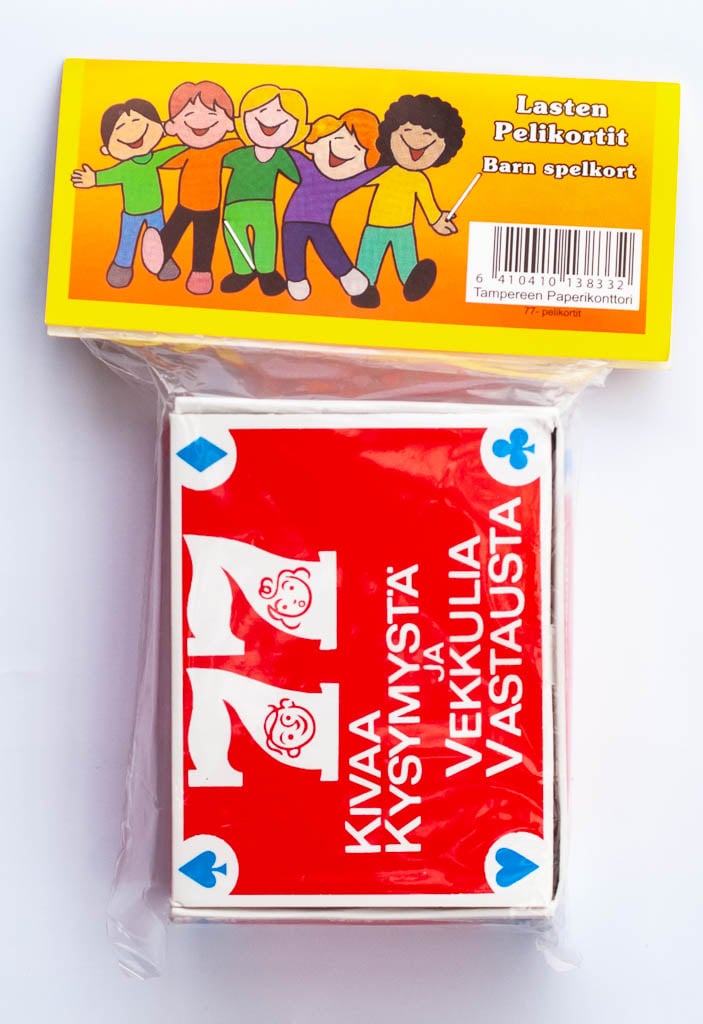 Lasten
Pelikortit
Barn spelkort
6 410410 138332
Tampereen Paperikonttori
77- pelikortit
77
KIVAA
KYSYMYSTÄ
JA
VEKKULIA
VASTAUSTA